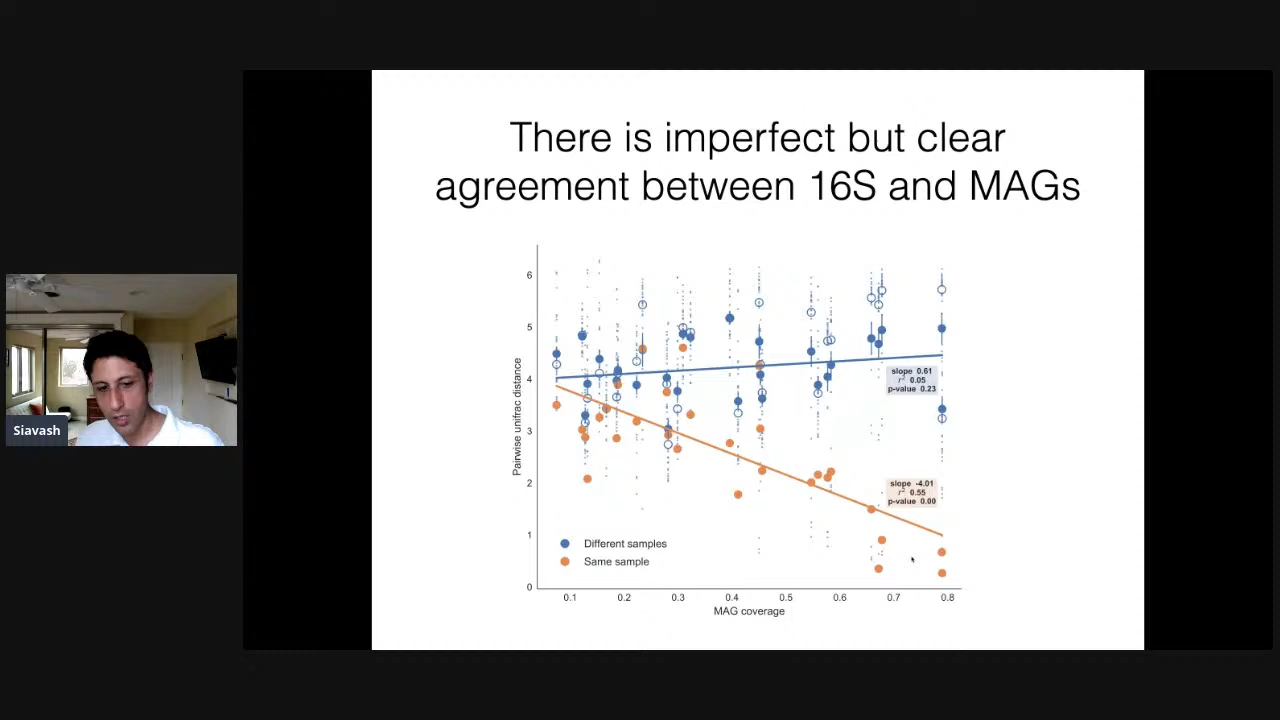 There is imperfect but clear
agreement between 16S and MAGs
Siavash
Pairwise unifrac distance
6
5
4
3
2
1
0
slope 0.61
r² 0.05
p-value 0.23
slope -4.01
r² 0.55
p-value 0.00
Different samples
Same sample
0.1 0.2 0.3 0.4 0.5 0.6 0.7 0.8
MAG coverage